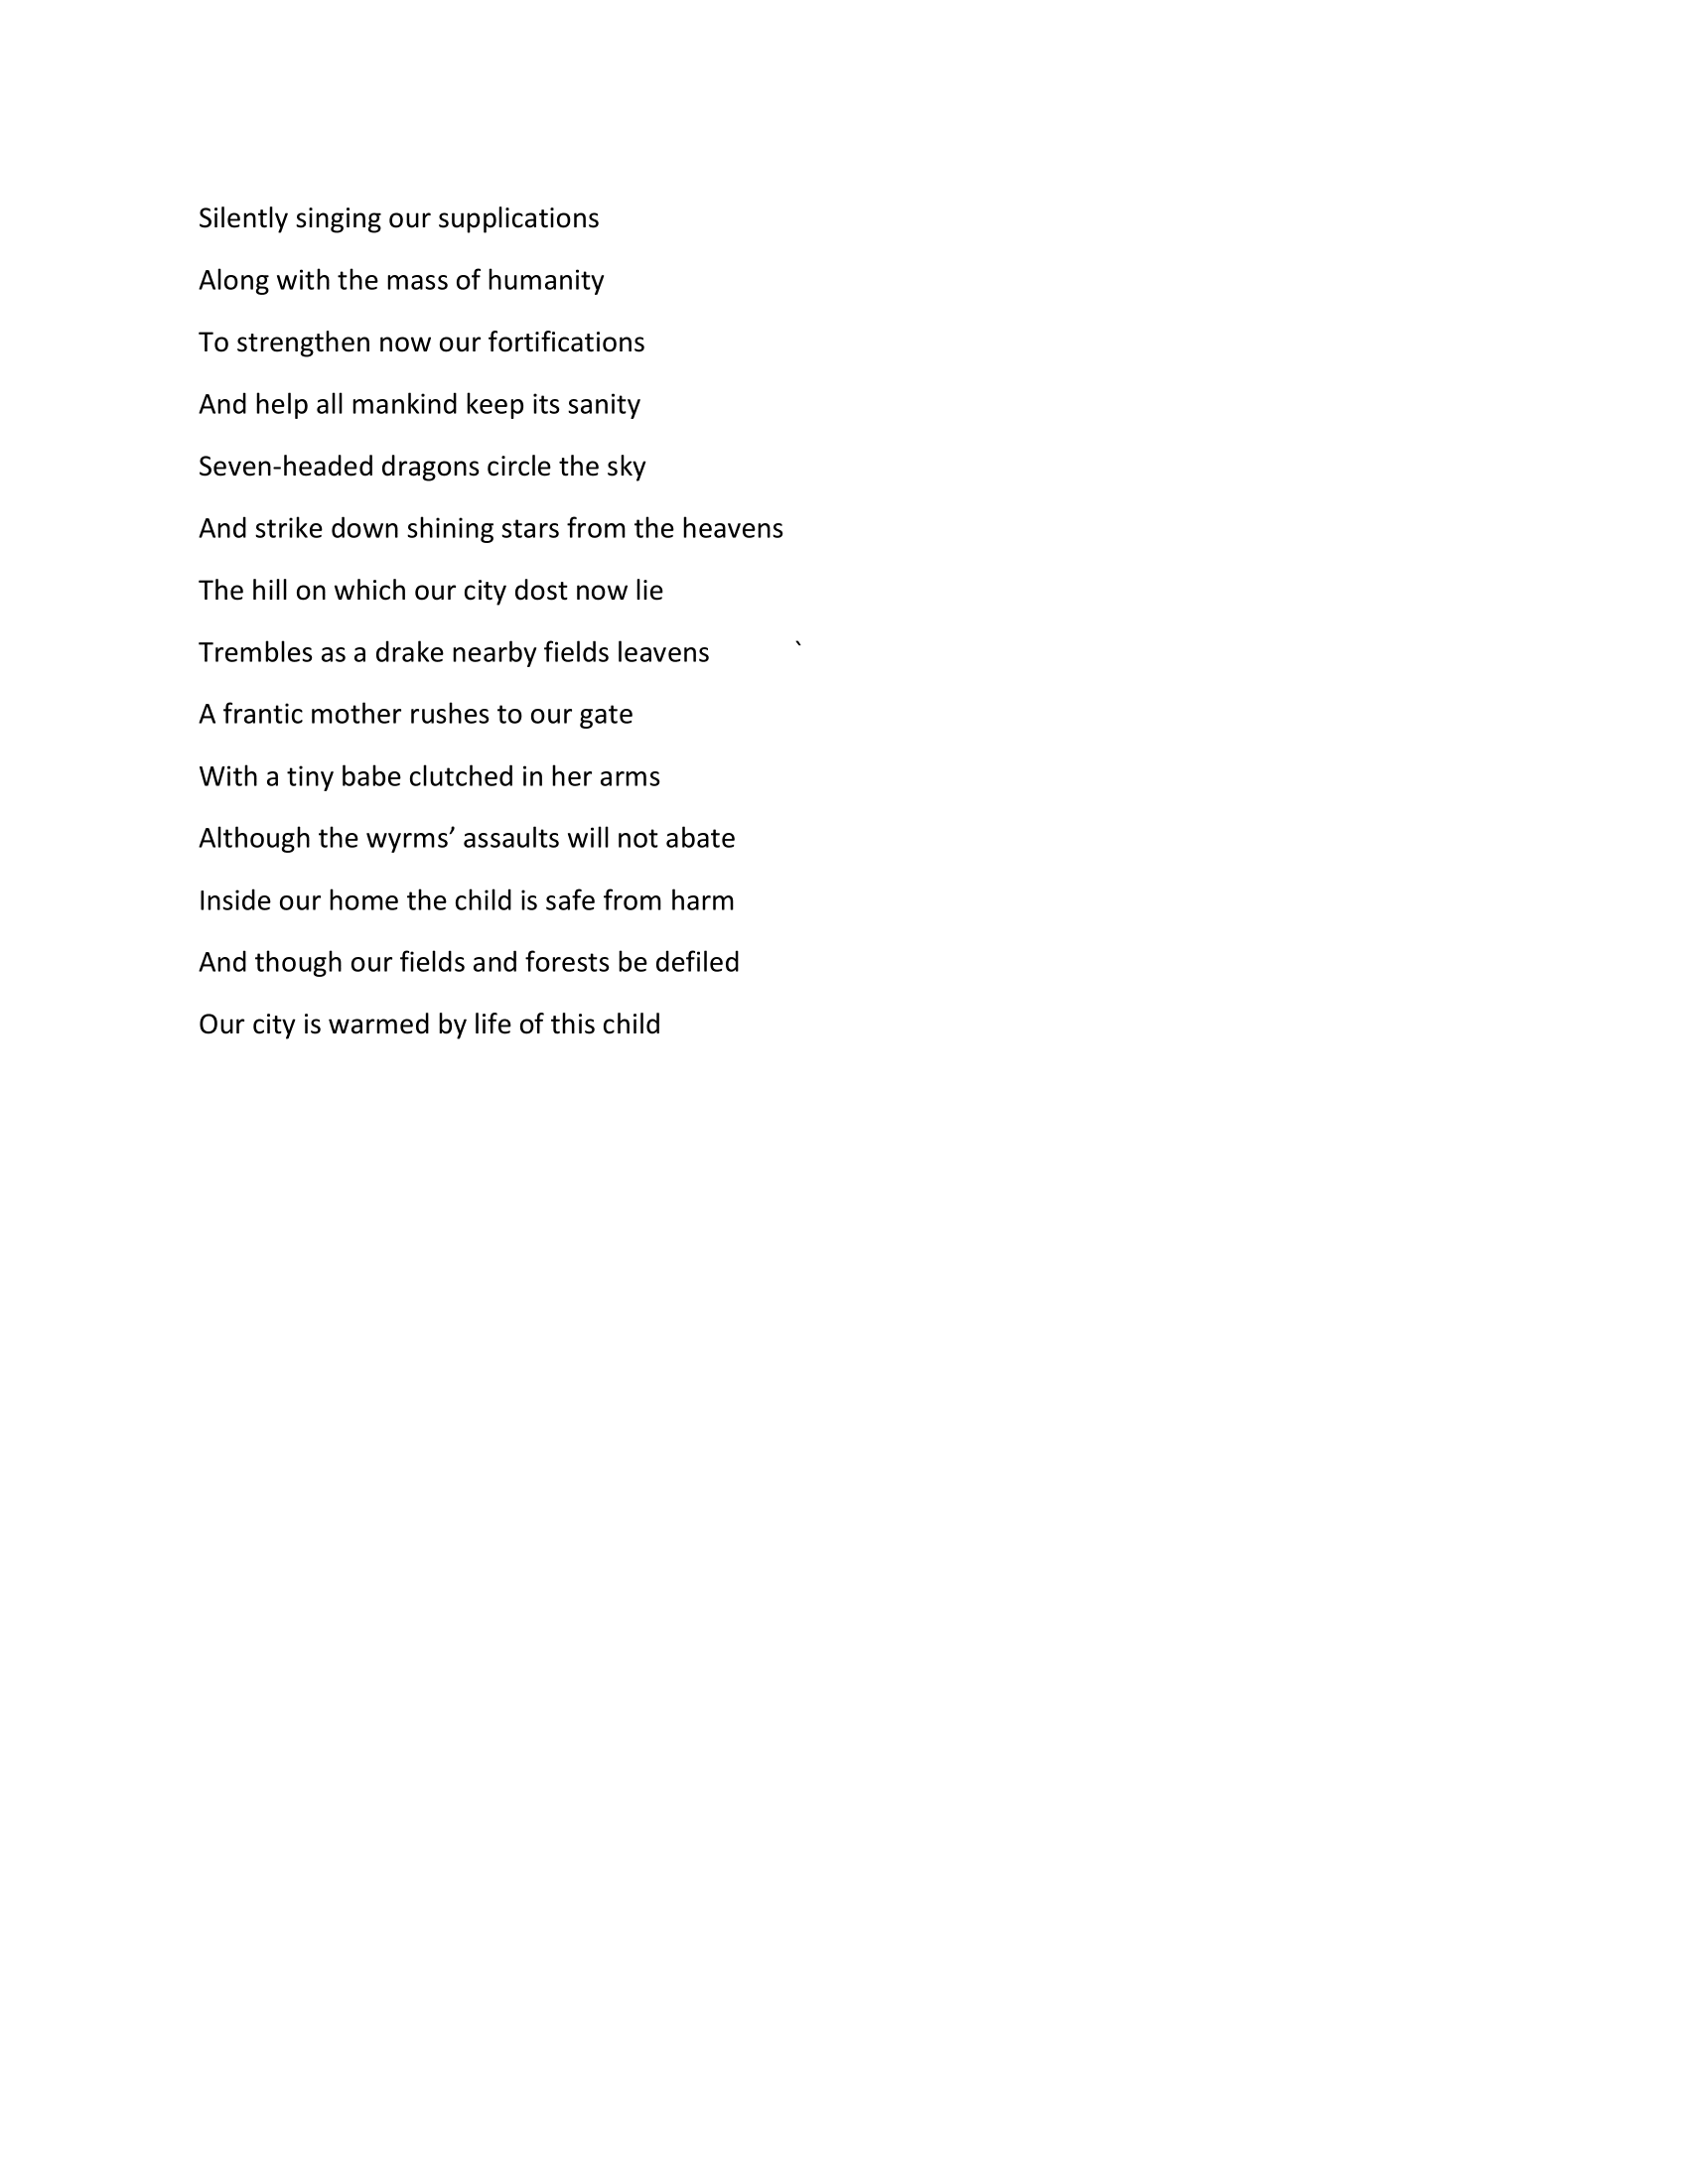 Silently singing our supplications
Along with the mass of humanity
To strengthen now our fortifications
And help all mankind keep its sanity
Seven-headed dragons circle the sky
And strike down shining stars from the heavens
The hill on which our city dost now lie
Trembles as a drake nearby fields leavens `
A frantic mother rushes to our gate
With a tiny babe clutched in her arms
Although the wyrms’ assaults will not abate
Inside our home the child is safe from harm
And though our fields and forests be defiled
Our city is warmed by life of this child